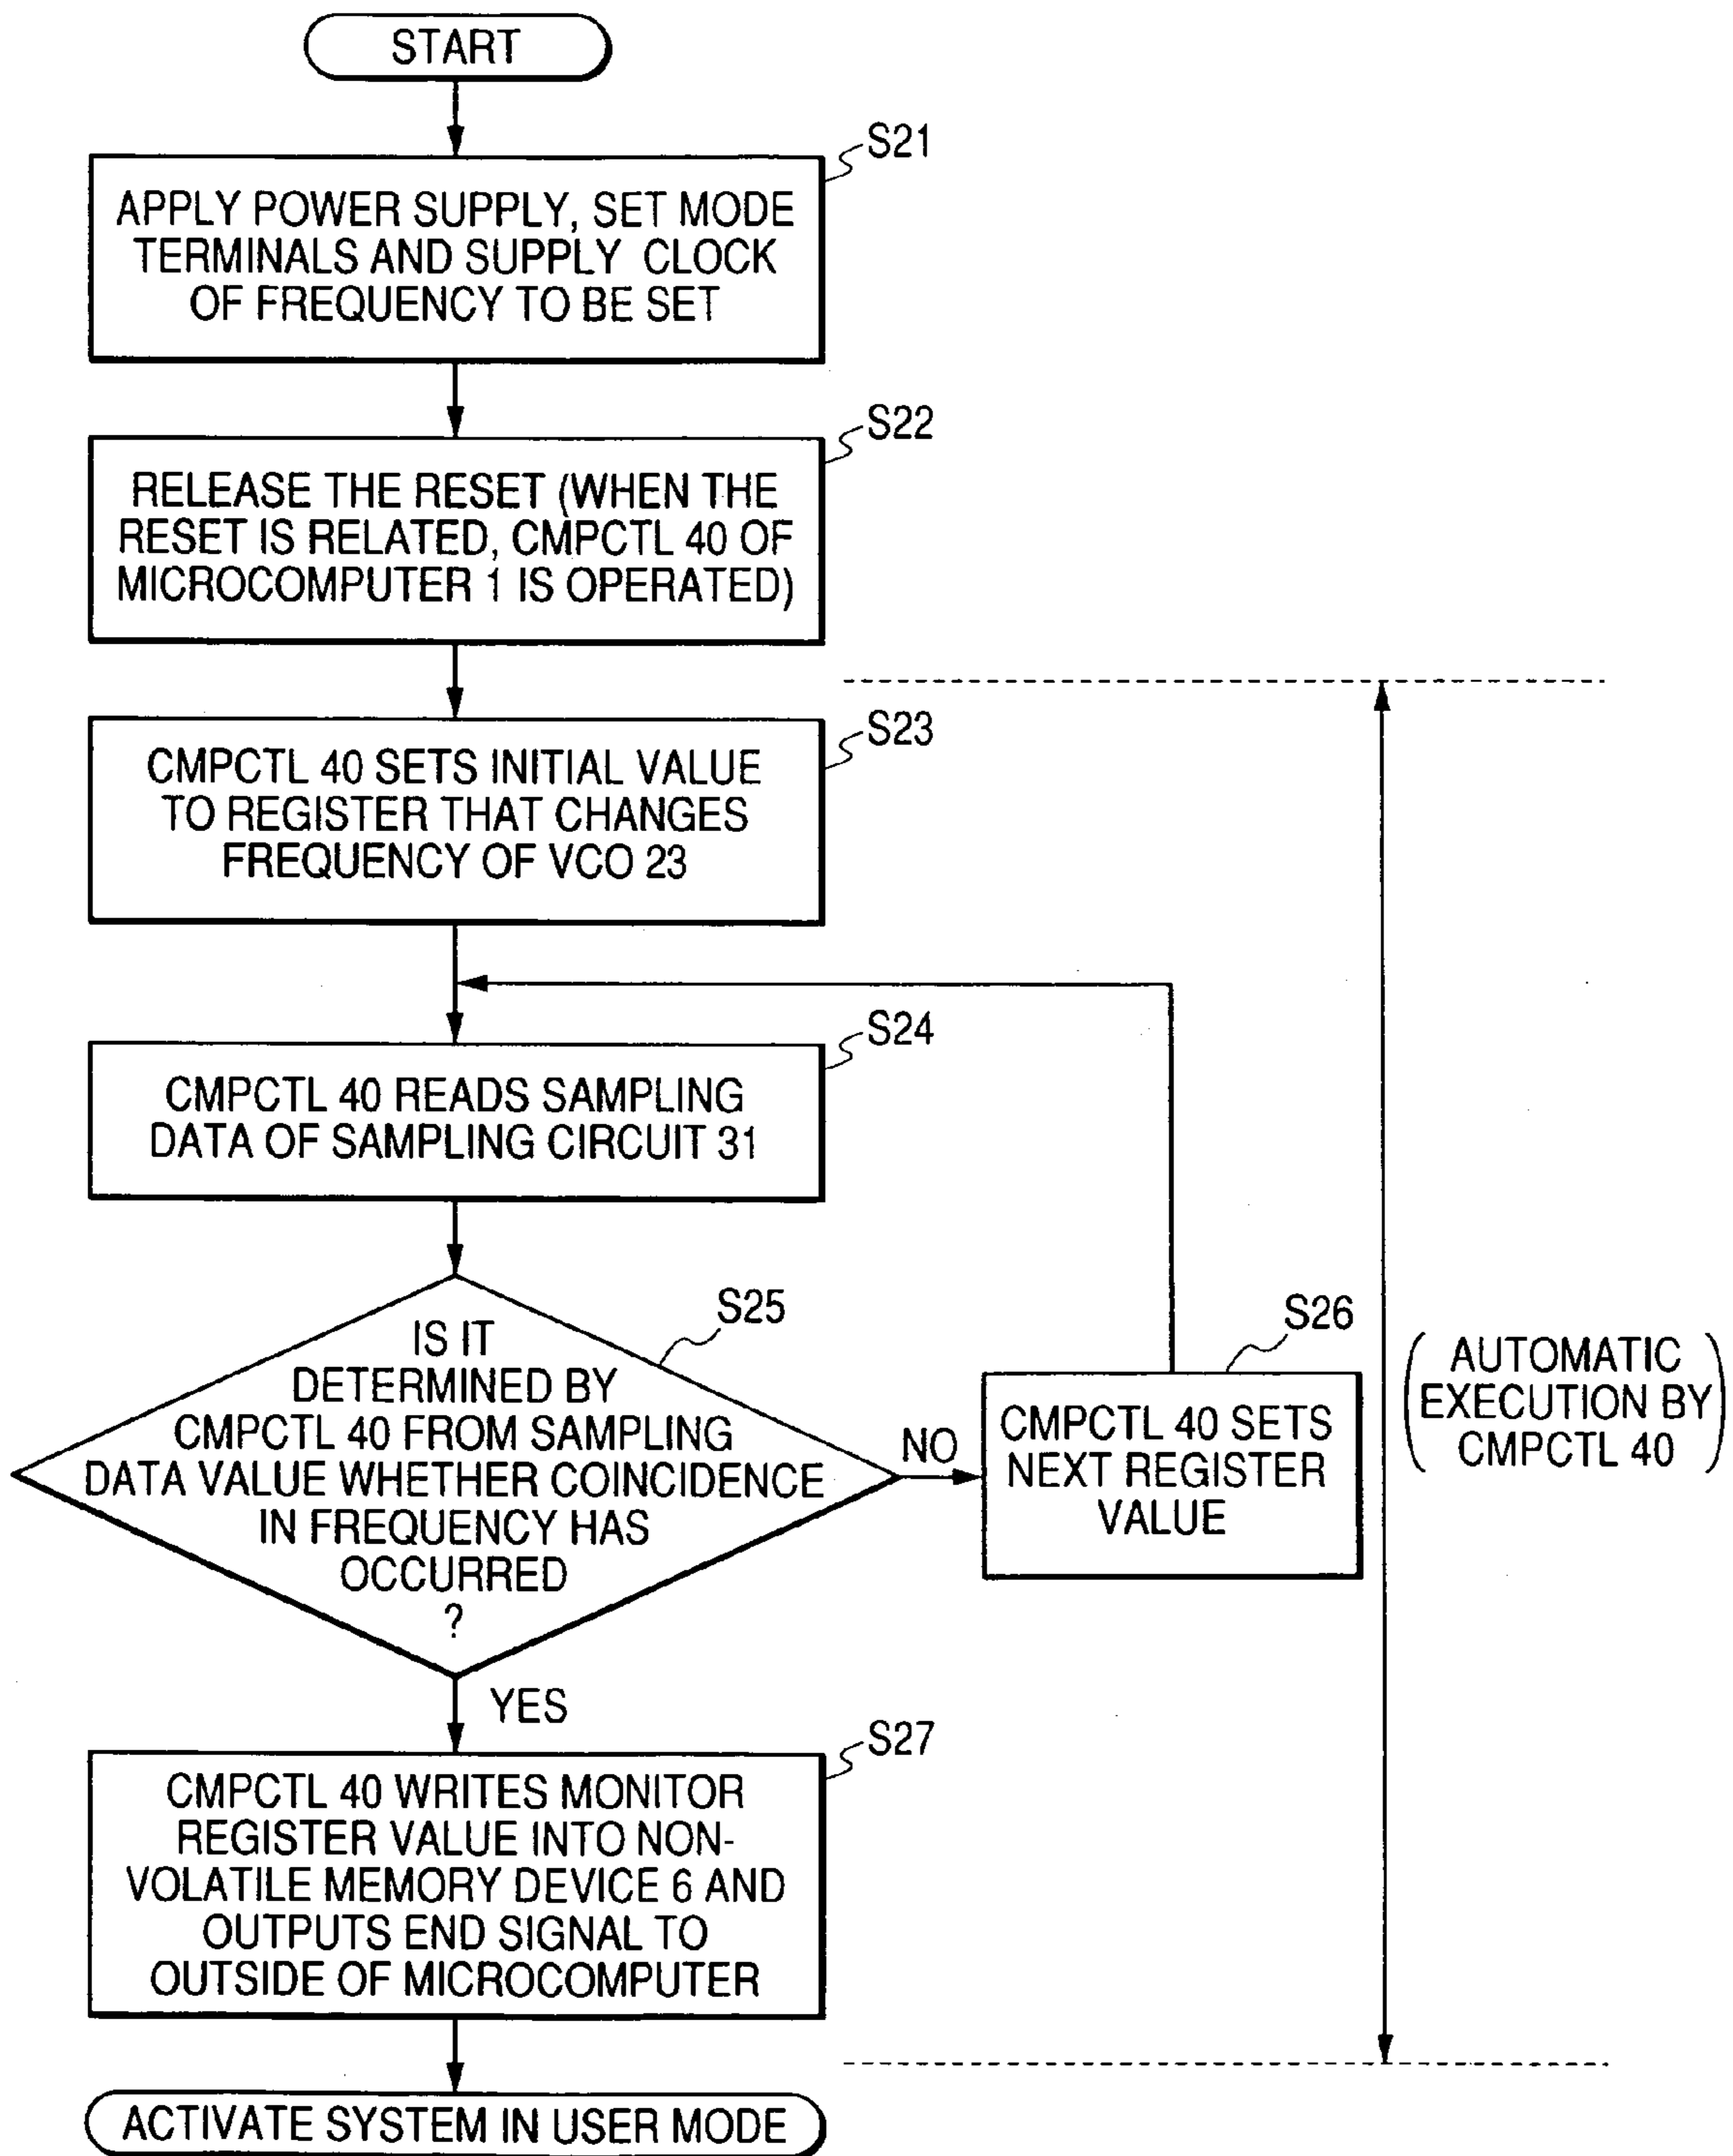 START
S21
APPLY POWER SUPPLY, SET MODE
TERMINALS AND SUPPLY CLOCK
OF FREQUENCY TO BE SET
S22
RELEASE THE RESET (WHEN THE
RESET IS RELATED, CMPCTL 40 OF
MICROCOMPUTER 1 IS OPERATED)
S23
CMPCTL 40 SETS INITIAL VALUE
TO REGISTER THAT CHANGES
FREQUENCY OF VCO 23
S24
CMPCTL 40 READS SAMPLING
DATA OF SAMPLING CIRCUIT 31
S25
IS IT
DETERMINED BY
CMPCTL 40 FROM SAMPLING
DATA VALUE WHETHER COINCIDENCE
IN FREQUENCY HAS
OCCURRED
?
NO
S26
CMPCTL 40 SETS
NEXT REGISTER
VALUE
(AUTOMATIC
EXECUTION BY
CMPCTL 40)
YES
S27
CMPCTL 40 WRITES MONITOR
REGISTER VALUE INTO NON-
VOLATILE MEMORY DEVICE 6 AND
OUTPUTS END SIGNAL TO
OUTSIDE OF MICROCOMPUTER
ACTIVATE SYSTEM IN USER MODE